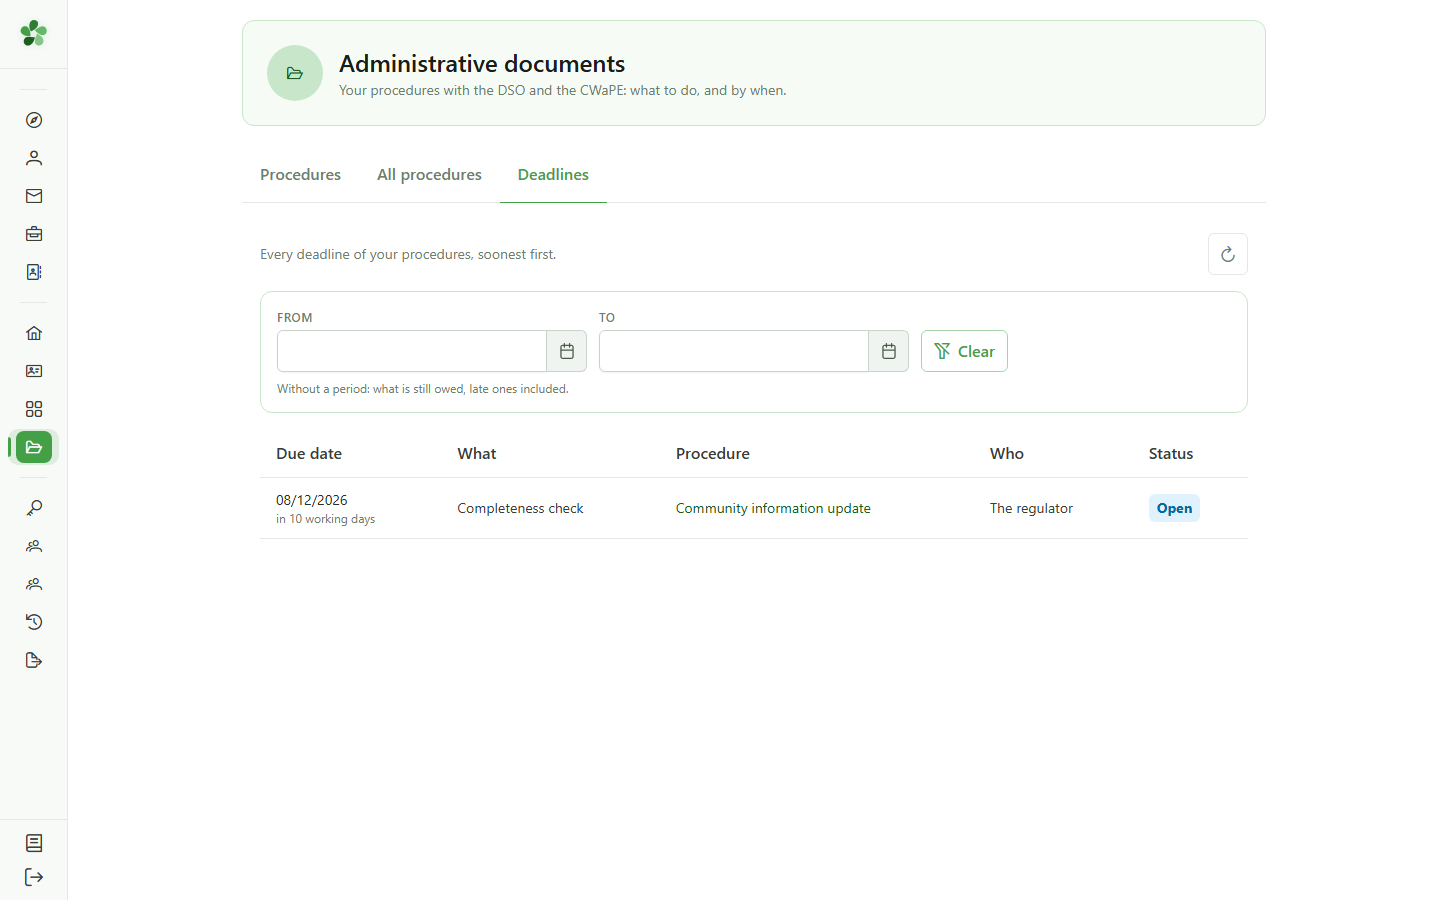 Administrative documents
Your procedures with the DSO and the CWaPE: what to do, and by when.
Procedures
All procedures
Deadlines
Every deadline of your procedures, soonest first.
FROM
TO
Clear
Without a period: what is still owed, late ones included.
Due date
What
Procedure
Who
Status
08/12/2026
in 10 working days
Completeness check
Community information update
The regulator
Open